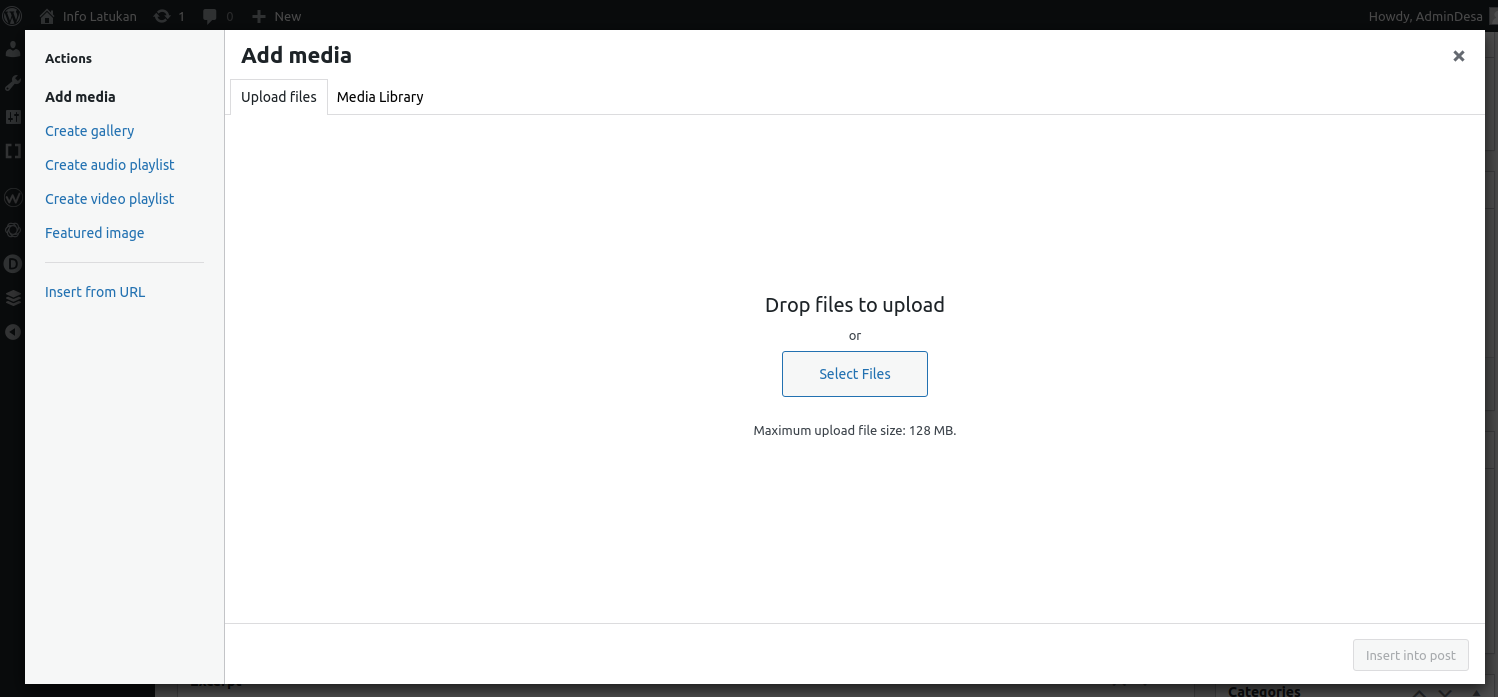 Info Latukan 1 0 New Howdy, AdminDesa
Actions
Add media
Create gallery
Create audio playlist
Create video playlist
Featured image
Insert from URL
Add media
Upload files Media Library
Drop files to upload
or
Select Files
Maximum upload file size: 128 MB.
Insert into post
Categories